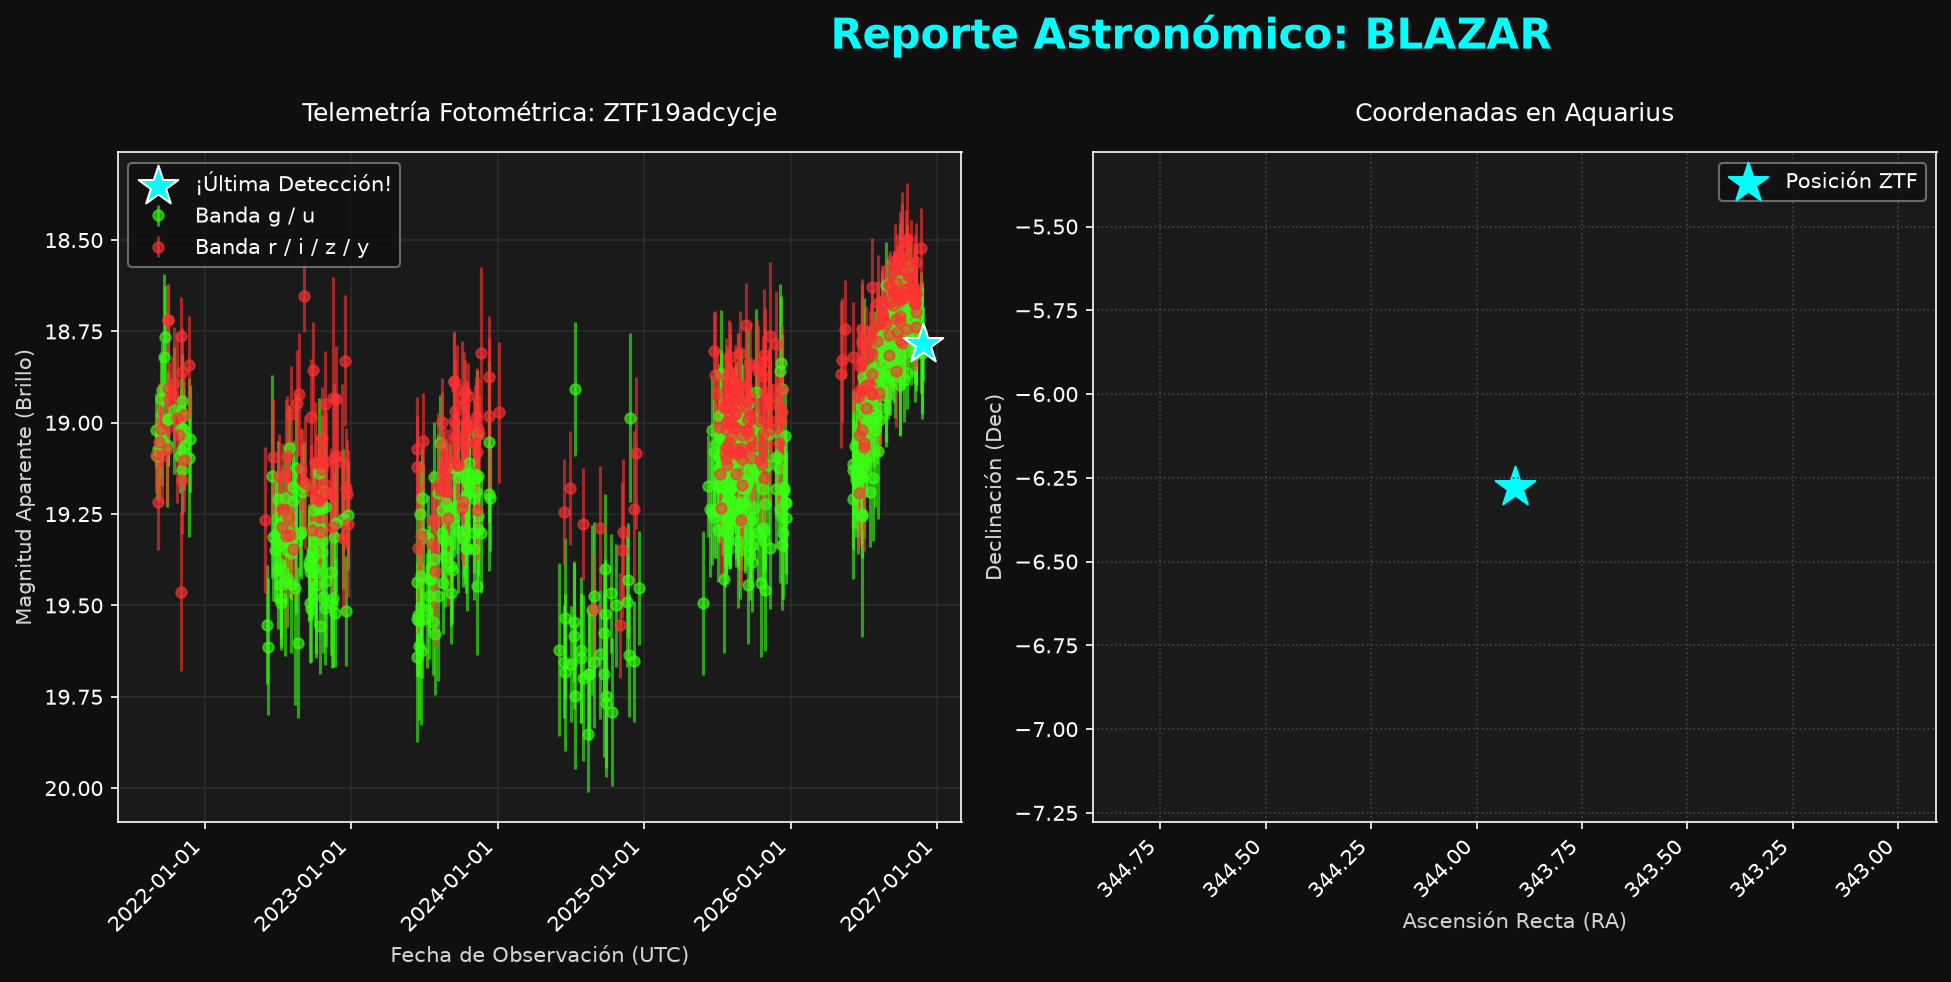 Reporte Astronómico: BLAZAR
Telemetría Fotométrica: ZTF19adcycje
¡Última Detección!
Banda g / u
Banda r / i / z / y
Magnitud Aparente (Brillo)
18.50
18.75
19.00
19.25
19.50
19.75
20.00
2022-01-01
2023-01-01
2024-01-01
2025-01-01
2026-01-01
2027-01-01
Fecha de Observación (UTC)
Coordenadas en Aquarius
Posición ZTF
Declinación (Dec)
−5.50
−5.75
−6.00
−6.25
−6.50
−6.75
−7.00
−7.25
344.75
344.50
344.25
344.00
343.75
343.50
343.25
343.00
Ascensión Recta (RA)